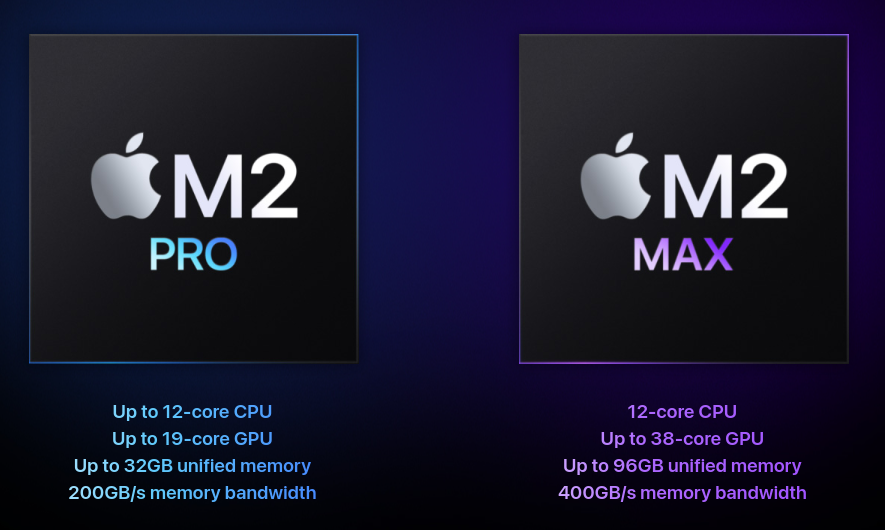 M2
PRO
Up to 12-core CPU
Up to 19-core GPU
Up to 32GB unified memory
200GB/s memory bandwidth
M2
MAX
12-core CPU
Up to 38-core GPU
Up to 96GB unified memory
400GB/s memory bandwidth